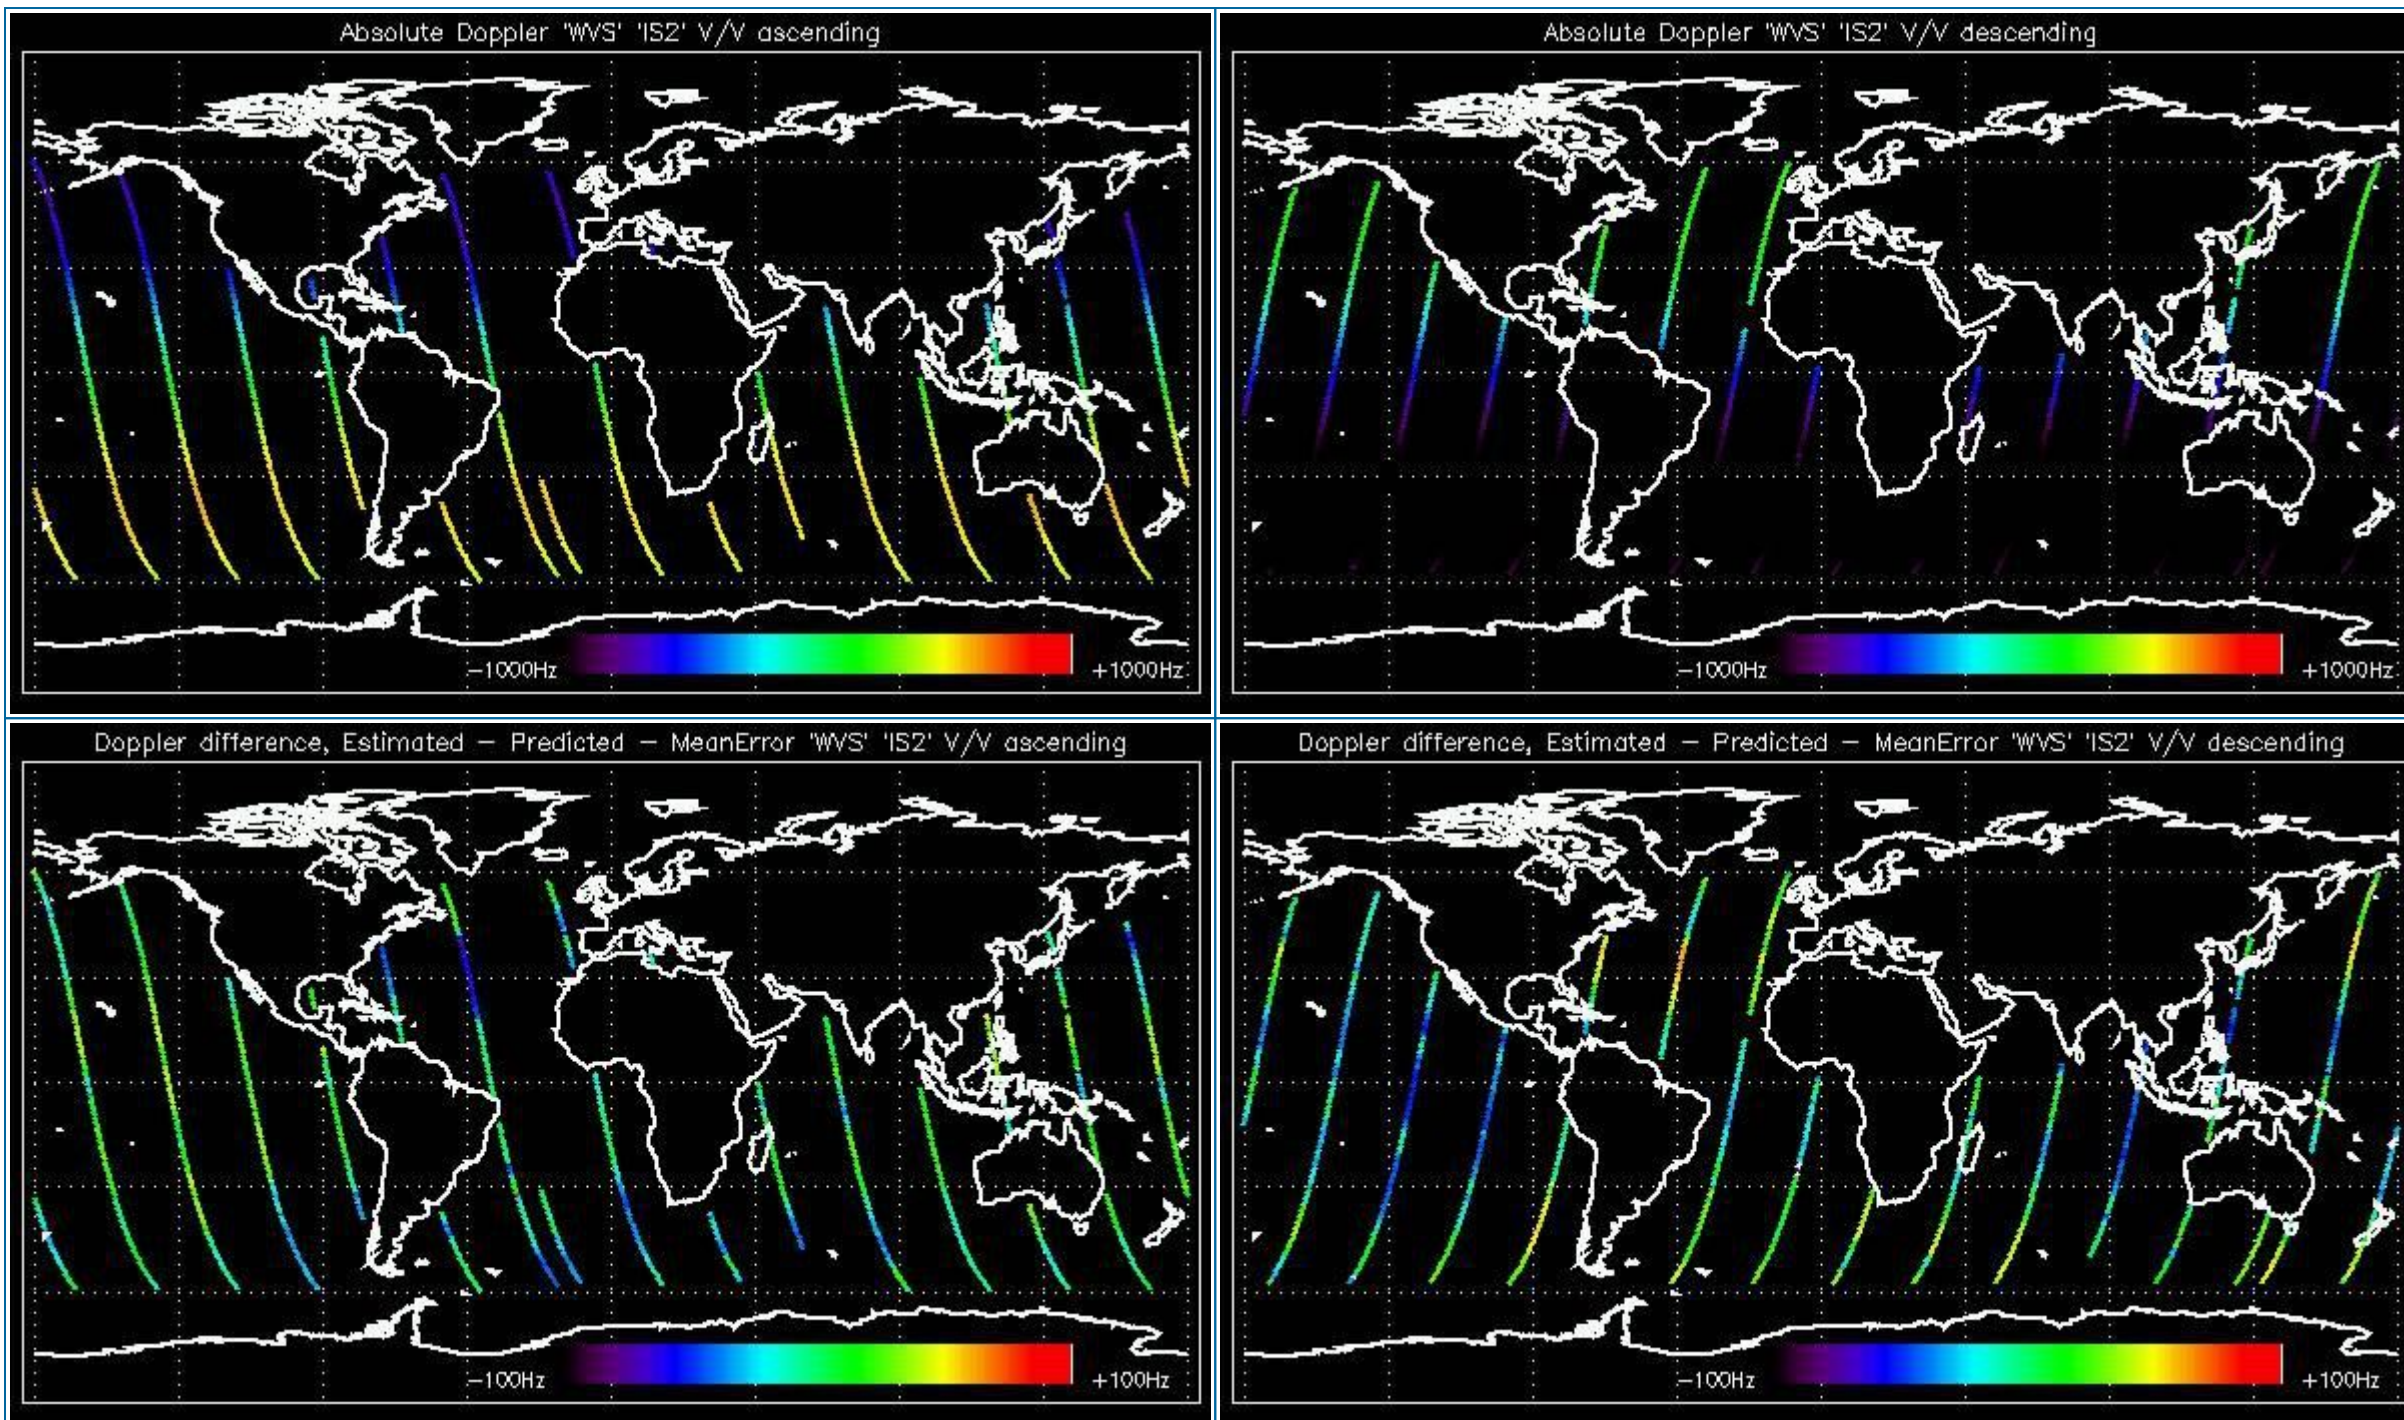 Absolute Doppler 'WVS' 'IS2' V/V ascending
-1000Hz +1000Hz
Absolute Doppler 'WVS' 'IS2' V/V descending
-1000Hz +1000Hz
Doppler difference, Estimated - Predicted - MeanError 'WVS' 'IS2' V/V ascending
-100Hz +100Hz
Doppler difference, Estimated - Predicted - MeanError 'WVS' 'IS2' V/V descending
-100Hz +100Hz